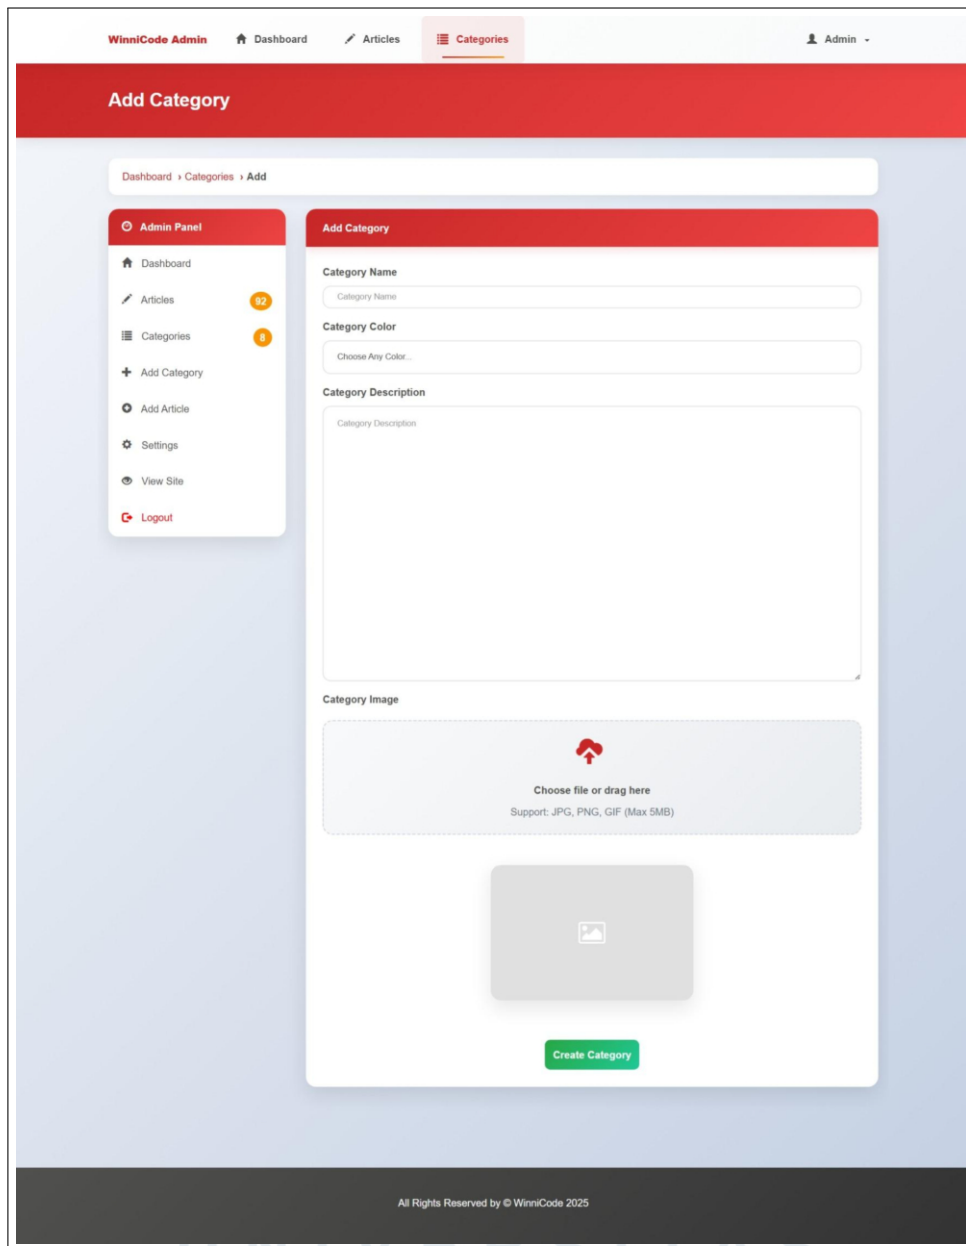 WinniCode Admin Dashboard Articles Categories Admin
Add Category
Dashboard › Categories › Add
Admin Panel
Dashboard
Articles 92
Categories 8
Add Category
Add Article
Settings
View Site
Logout
Add Category
Category Name
Category Name
Category Color
Choose Any Color...
Category Description
Category Description
Category Image
Choose file or drag here
Support: JPG, PNG, GIF (Max 5MB)
Create Category
All Rights Reserved by © WinniCode 2025